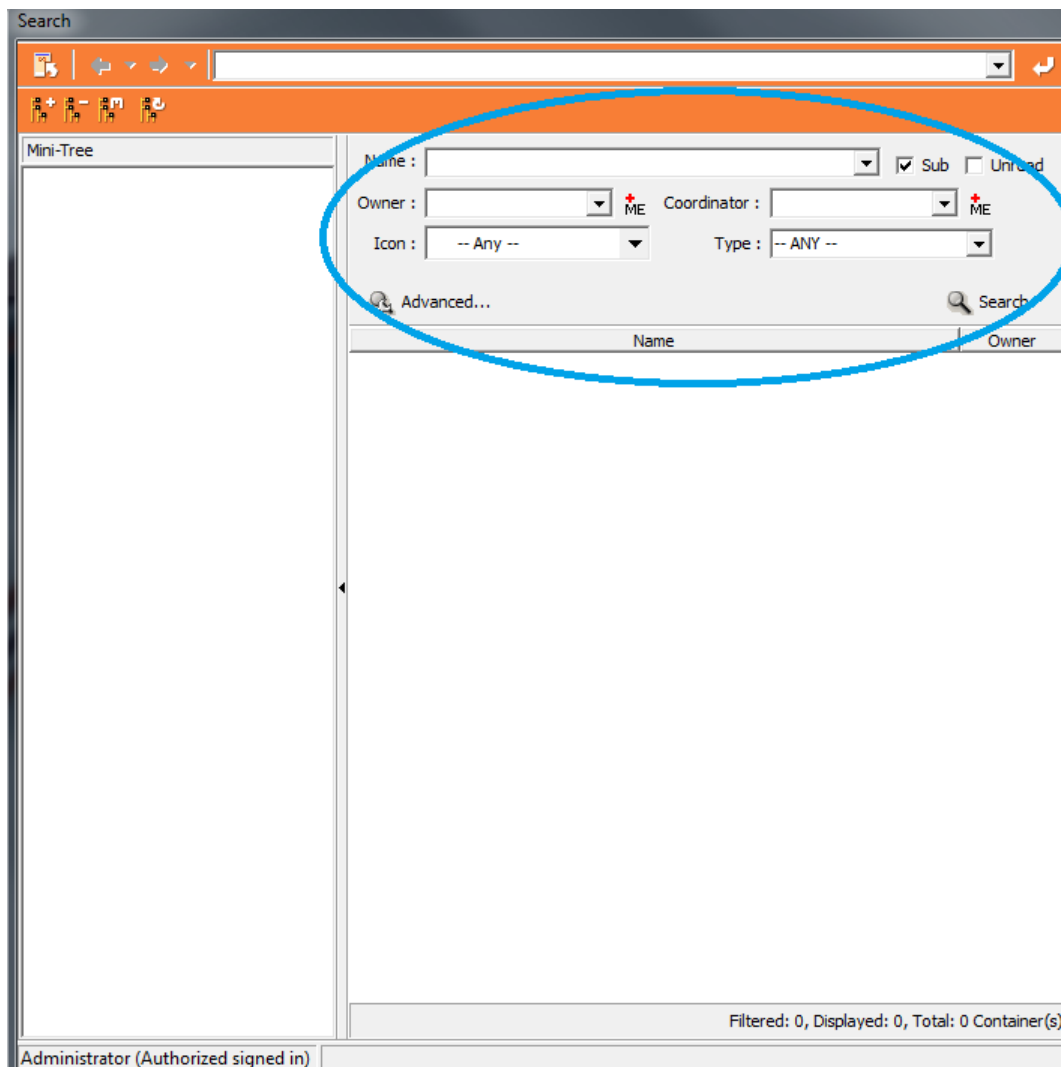 Search
Mini-Tree
Name : Sub Unread
Owner : ME Coordinator : ME
Icon : -- Any -- Type : -- ANY --
Advanced... Search
Name Owner
Filtered: 0, Displayed: 0, Total: 0 Container(s)
Administrator (Authorized signed in)